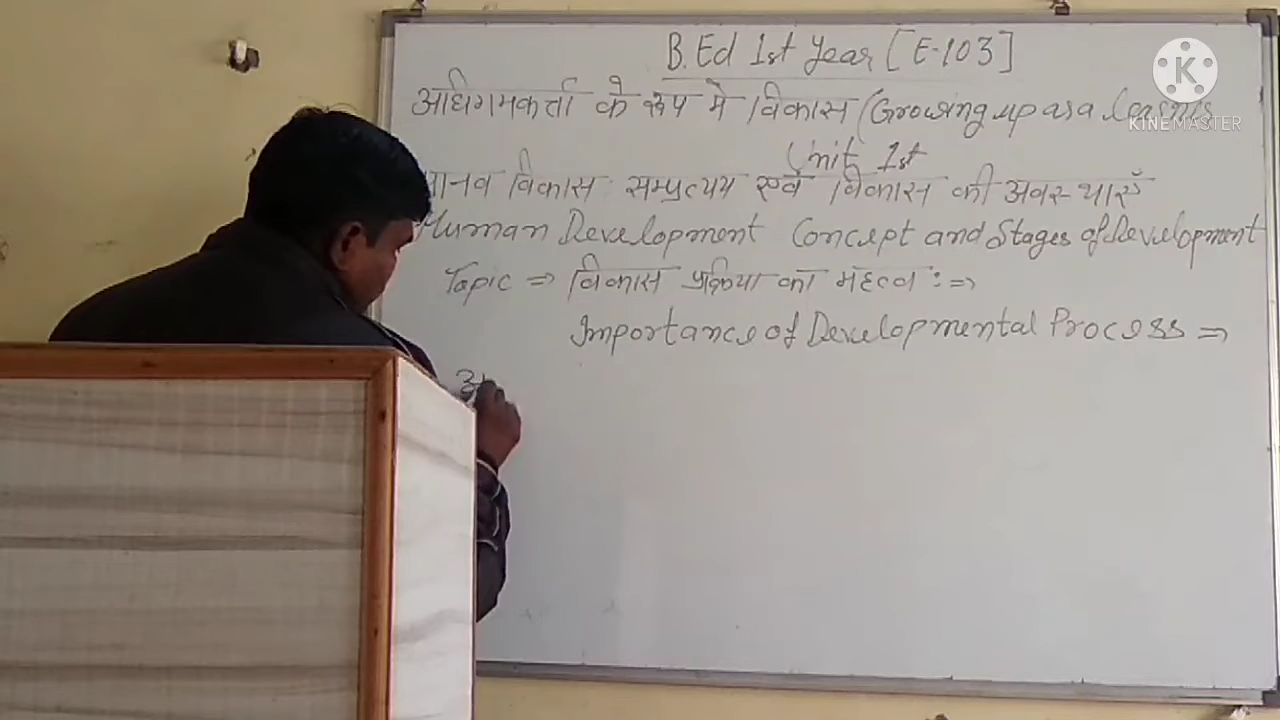 B.Ed 1st Year [E-103]
अधिगमकर्ता के रूप मे विकास (Growing up as a
K
KINEMASTER
Unit 1st
मानव विकास: सम्प्रत्यय एवं विकास की अवस्थाएँ
Human Development Concept and Stages of Development
Topic ⇒ विकास प्रक्रिया का महत्व :⇒
Importance of Developmental Process ⇒